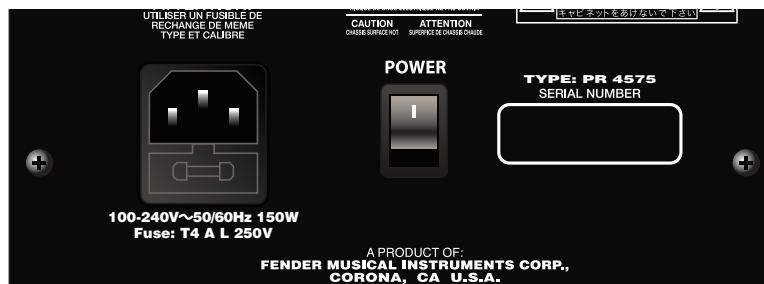 UTILISER UN FUSIBLE DE
RECHANGE DE MEME
TYPE ET CALIBRE
CAUTION
CHASSIS SURFACE HOT
ATTENTION
SUPERFICE DE CHASSIS CHAUDE
キャビネットをあけないで下さい
POWER
TYPE: PR 4575
SERIAL NUMBER
100-240V～50/60Hz 150W
Fuse: T4 A L 250V
A PRODUCT OF:
FENDER MUSICAL INSTRUMENTS CORP.,
CORONA, CA U.S.A.